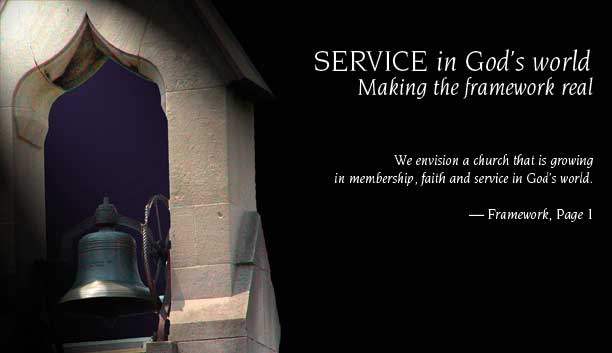 SERVICE in God's world
Making the framework real
We envision a church that is growing
in membership, faith and service in God's world.
— Framework, Page 1